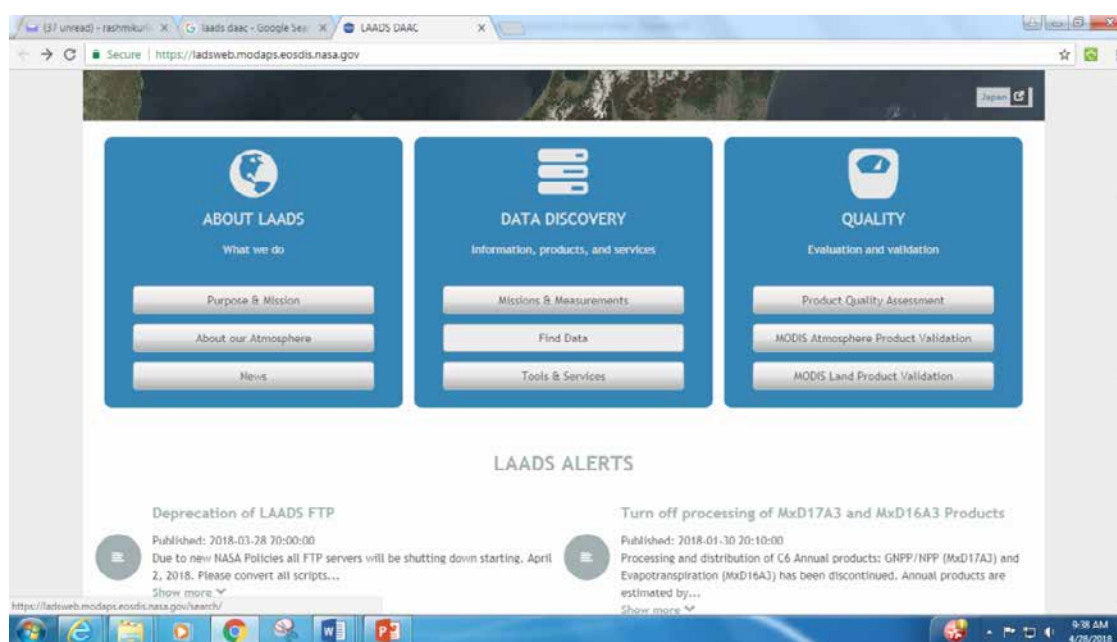 (37 unread) - rashmikuri
laads daac - Google Sea
LAADS DAAC
Secure | https://ladsweb.modaps.eosdis.nasa.gov
Japan
ABOUT LAADS
What we do
Purpose & Mission
About our Atmosphere
News
DATA DISCOVERY
Information, products, and services
Missions & Measurements
Find Data
Tools & Services
QUALITY
Evaluation and validation
Product Quality Assessment
MODIS Atmosphere Product Validation
MODIS Land Product Validation
LAADS ALERTS
Deprecation of LAADS FTP
Published: 2018-03-28 20:00:00
Due to new NASA Policies all FTP servers will be shutting down starting. April
2, 2018. Please convert all scripts...
Show more
Turn off processing of MxD17A3 and MxD16A3 Products
Published: 2018-01-30 20:10:00
Processing and distribution of C6 Annual products: GNPP/NPP (MxD17A3) and
Evapotranspiration (MxD16A3) has been discontinued. Annual products are
estimated by...
Show more
https://ladsweb.modaps.eosdis.nasa.gov/search/
9:38 AM
4/28/2018